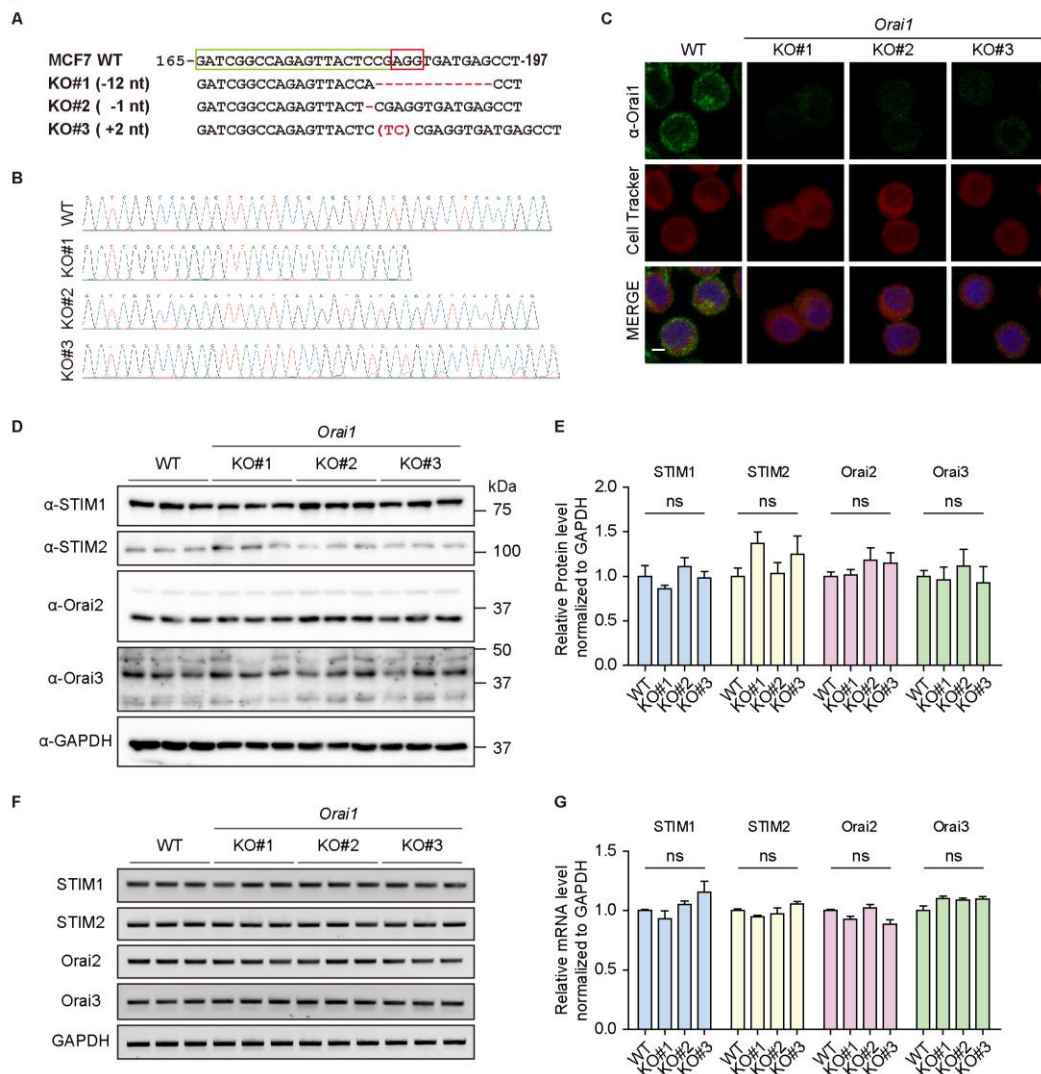 A
MCF7 WT 165-GATCGGCCAGAGTTACTCCGAGGTGATGAGCCT-197
KO#1 (-12 nt) GATCGGCCAGAGTTACCA------------CCT
KO#2 ( -1 nt) GATCGGCCAGAGTTACT-CGAGGTGATGAGCCT
KO#3 ( +2 nt) GATCGGCCAGAGTTACTC(TC)CGAGGTGATGAGCCT
B
WT
KO#1
KO#2
KO#3
C
Orai1
WT KO#1 KO#2 KO#3
α-Orai1
Cell Tracker
MERGE
D
Orai1
WT KO#1 KO#2 KO#3
kDa
α-STIM1 75
α-STIM2 100
α-Orai2 37
α-Orai3 50
37
α-GAPDH 37
E
STIM1 STIM2 Orai2 Orai3
ns ns ns ns
Relative Protein level
normalized to GAPDH
2.0
1.5
1.0
0.5
0.0
WT KO#1 KO#2 KO#3 WT KO#1 KO#2 KO#3 WT KO#1 KO#2 KO#3 WT KO#1 KO#2 KO#3
F
Orai1
WT KO#1 KO#2 KO#3
STIM1
STIM2
Orai2
Orai3
GAPDH
G
STIM1 STIM2 Orai2 Orai3
ns ns ns ns
Relative mRNA level
normalized to GAPDH
1.5
1.0
0.5
0.0
WT KO#1 KO#2 KO#3 WT KO#1 KO#2 KO#3 WT KO#1 KO#2 KO#3 WT KO#1 KO#2 KO#3